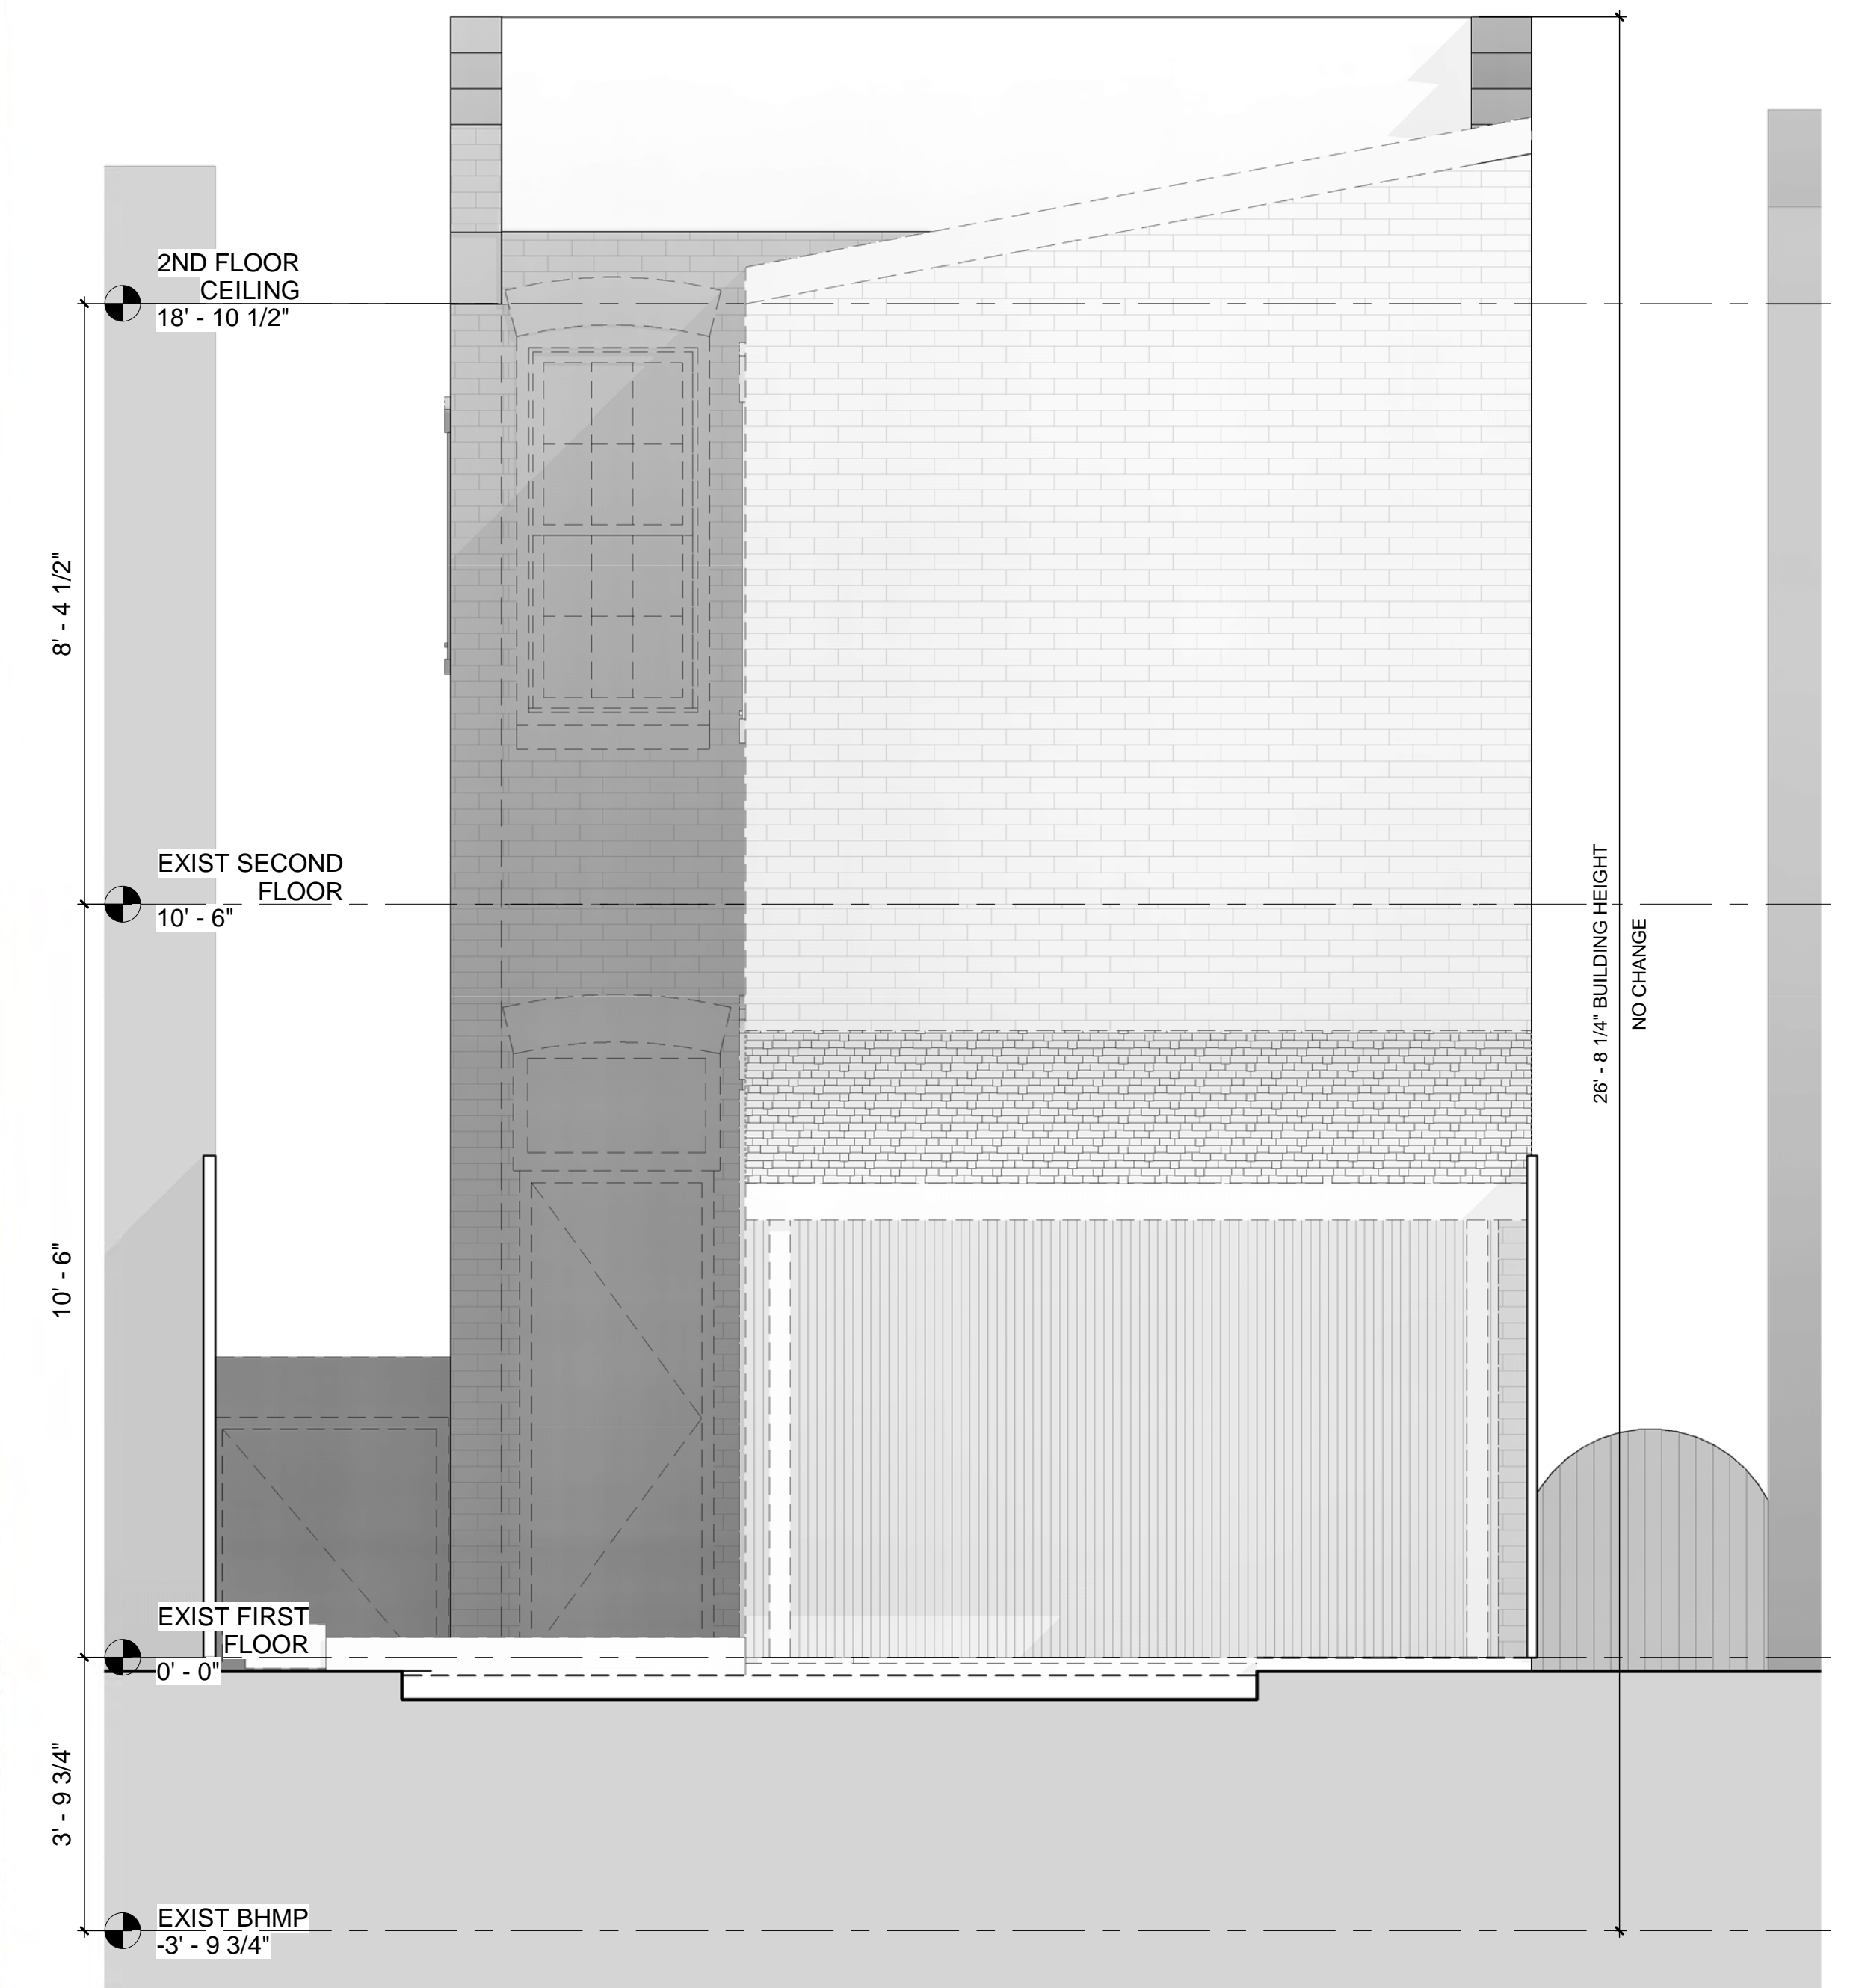 2ND FLOOR
CEILING
18' - 10 1/2"
8' - 4 1/2"
EXIST SECOND
FLOOR
10' - 6"
26' - 8 1/4" BUILDING HEIGHT
NO CHANGE
10' - 6"
EXIST FIRST
FLOOR
0' - 0"
3' - 9 3/4"
EXIST BHMP
-3' - 9 3/4"